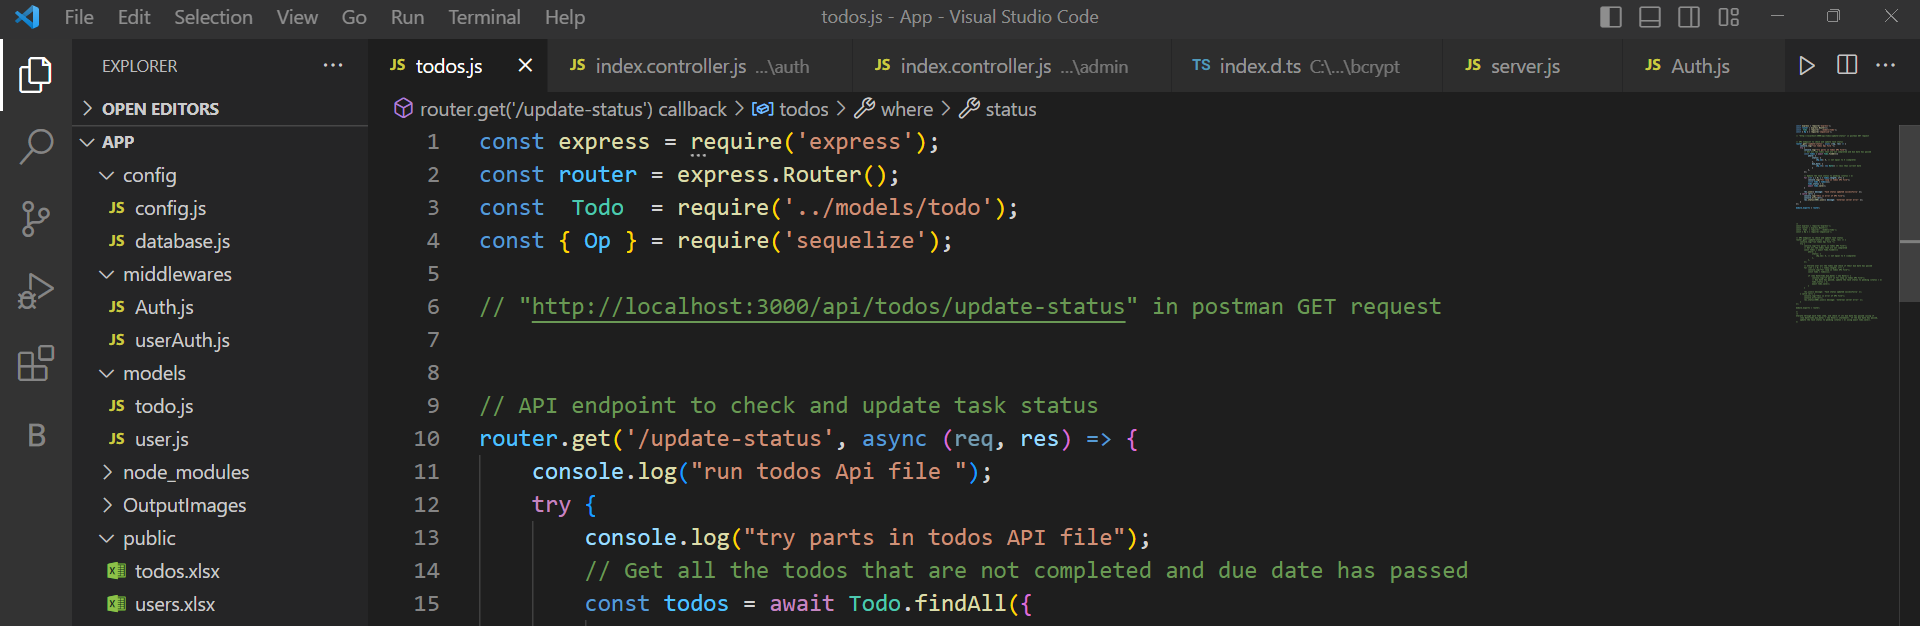 File Edit Selection View Go Run Terminal Help
todos.js - App - Visual Studio Code
EXPLORER
OPEN EDITORS
APP
config
JS config.js
JS database.js
middlewares
JS Auth.js
JS userAuth.js
models
JS todo.js
JS user.js
node_modules
OutputImages
public
todos.xlsx
users.xlsx
B
JS todos.js
JS index.controller.js ...\auth
JS index.controller.js ...\admin
TS index.d.ts C:\...\bcrypt
JS server.js
JS Auth.js
router.get('/update-status') callback > todos > where > status
1 const express = require('express');
2 const router = express.Router();
3 const  Todo  = require('../models/todo');
4 const { Op } = require('sequelize');
5
6 // "http://localhost:3000/api/todos/update-status" in postman GET request
7
8
9 // API endpoint to check and update task status
10 router.get('/update-status', async (req, res) => {
11     console.log("run todos Api file ");
12     try {
13         console.log("try parts in todos API file");
14         // Get all the todos that are not completed and due date has passed
15         const todos = await Todo.findAll({